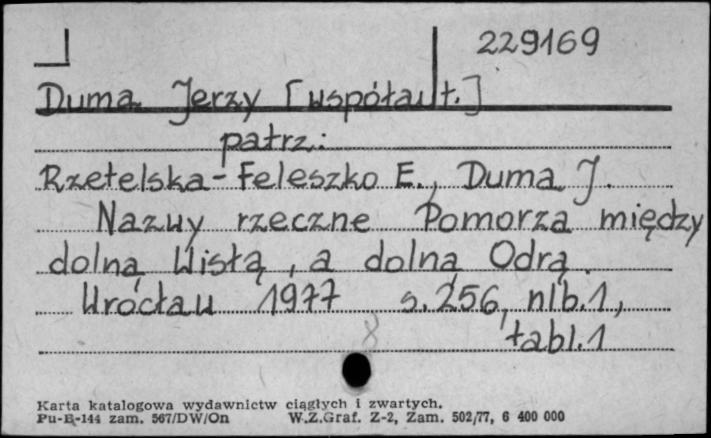 229169
Duma Jerzy [współaut.]
patrz:
Rzetelska-Feleszko E., Duma J.
Nazwy rzeczne Pomorza między
dolną Wisłą, a dolną Odrą.
Wrocław 1977 s. 256, nlb. 1,
tabl. 1
8
Karta katalogowa wydawnictw ciągłych i zwartych.
Pu-B-144 zam. 567/DW/On W.Z.Graf. Z-2, Zam. 502/77, 6 400 000